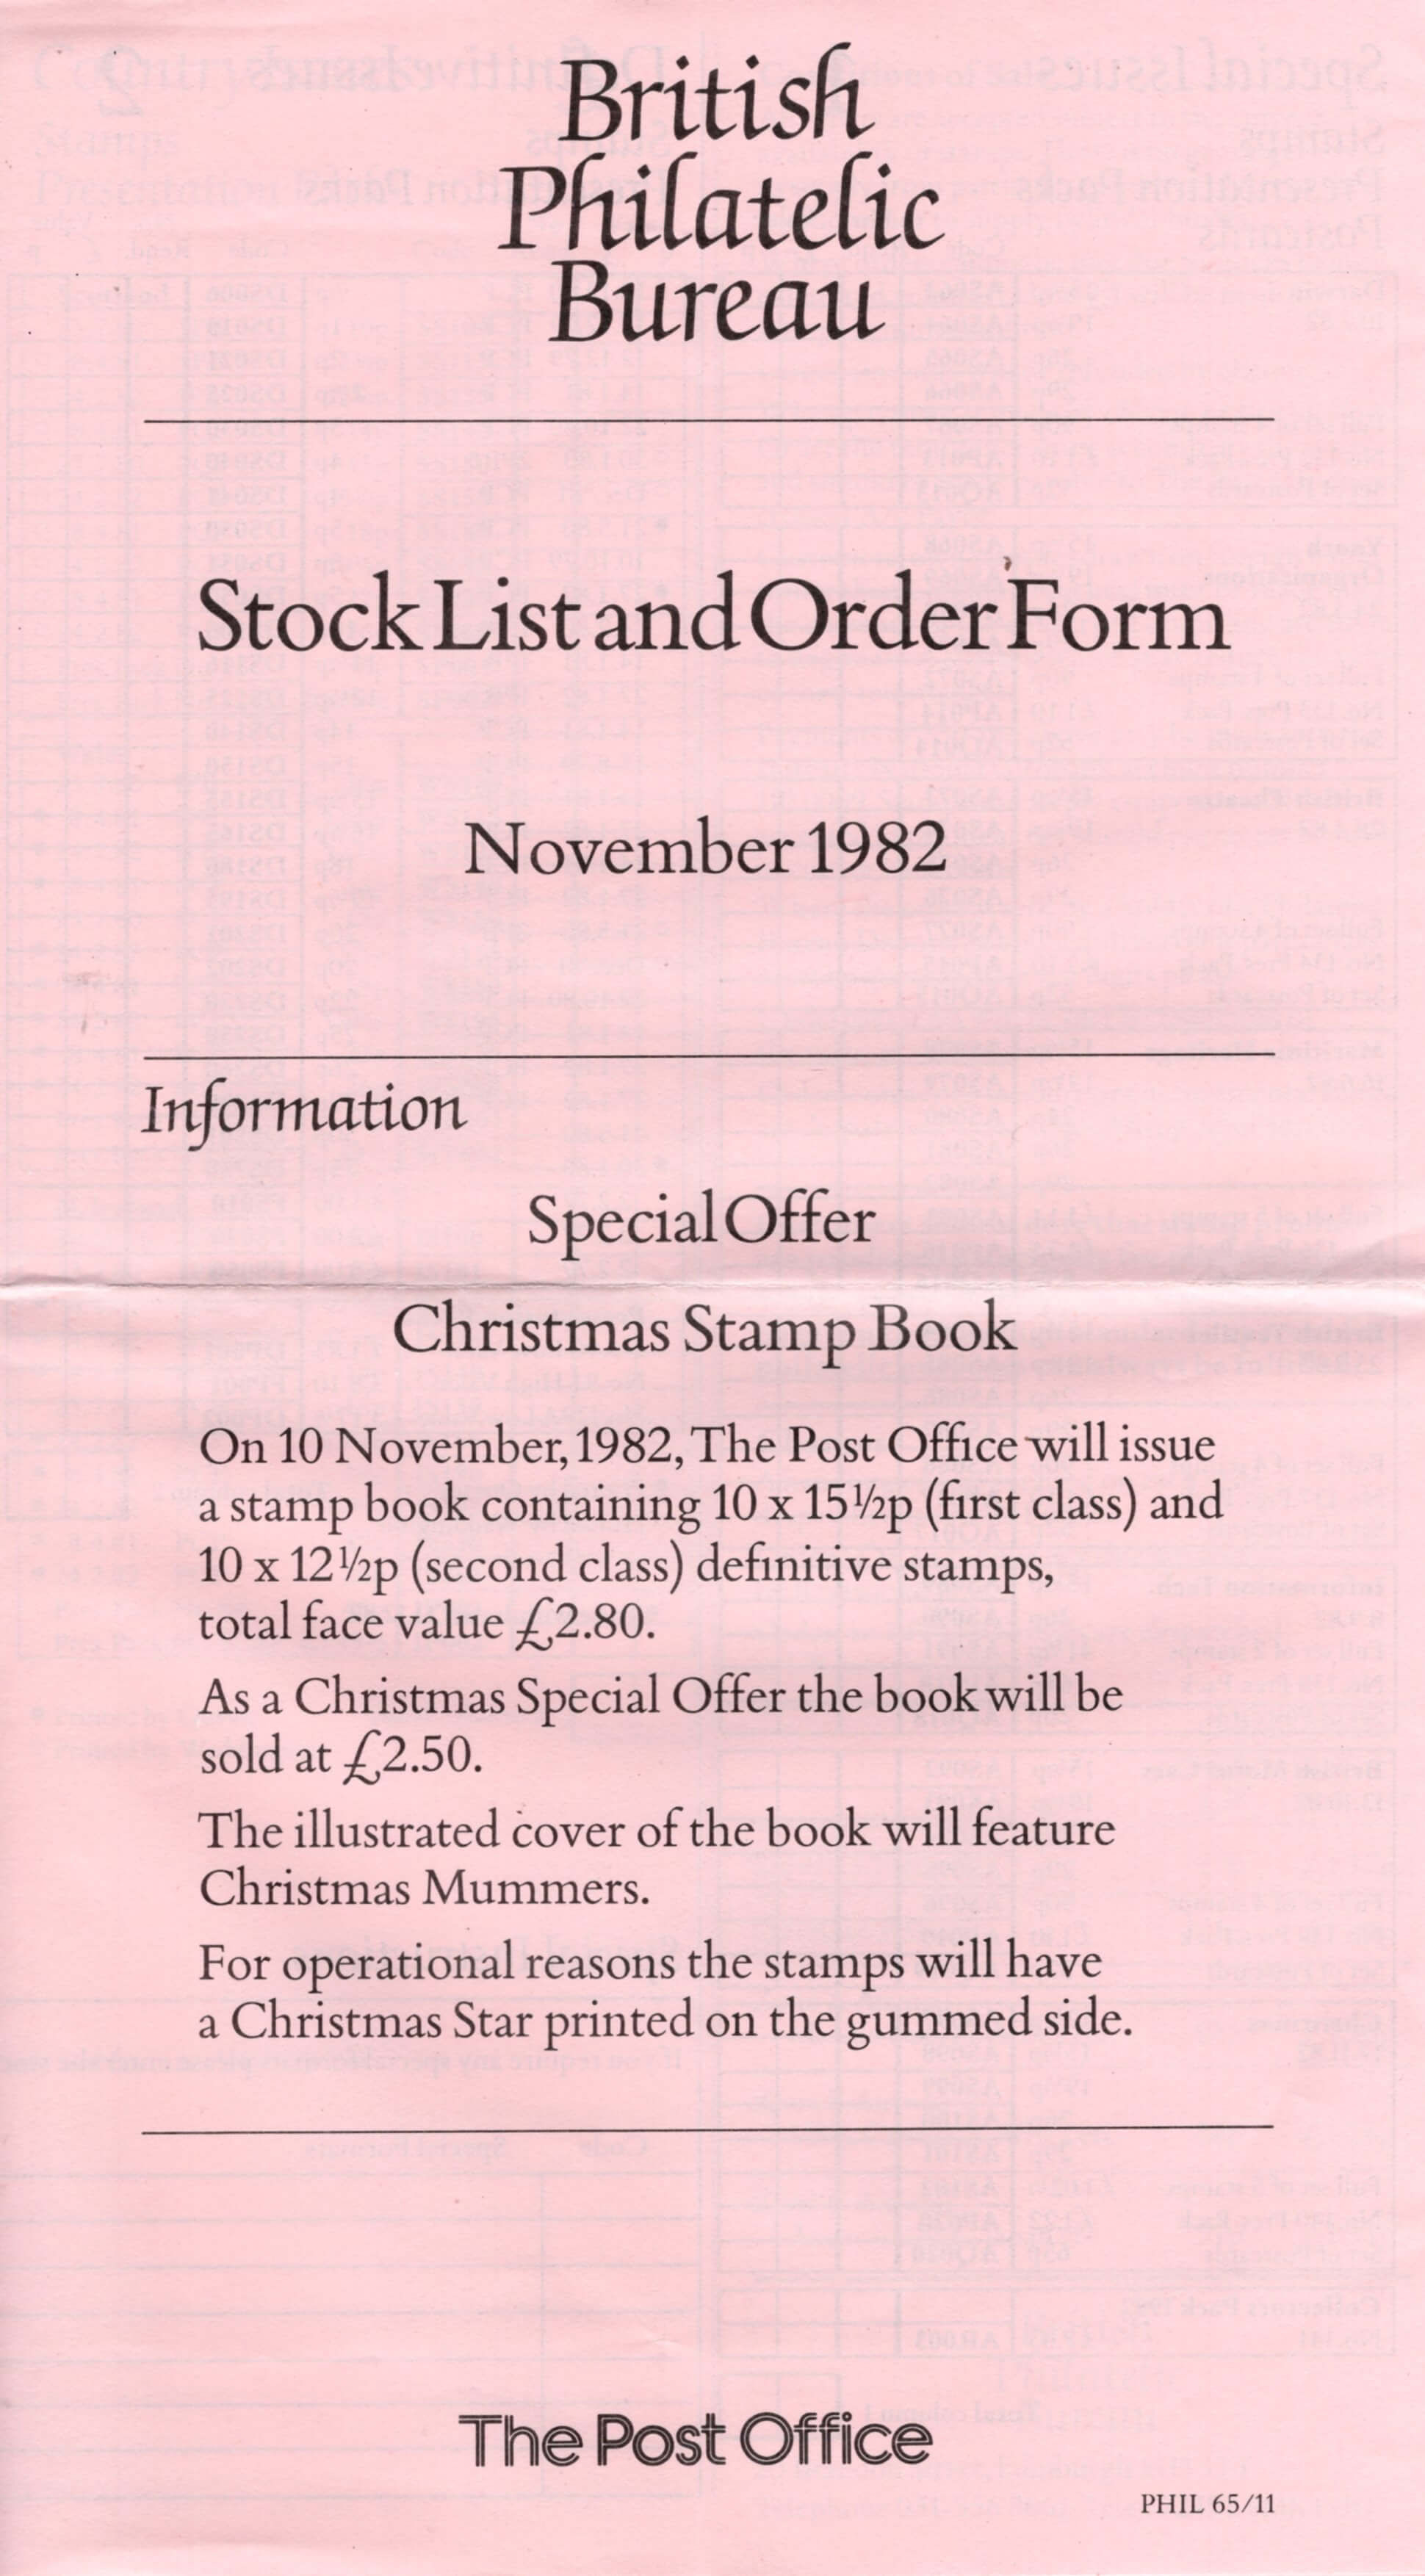 British
Philatelic
Bureau
Stock List and Order Form
November 1982
Information
Special Offer
Christmas Stamp Book
On 10 November, 1982, The Post Office will issue
a stamp book containing 10 x 15½p (first class) and
10 x 12½p (second class) definitive stamps,
total face value £2.80.
As a Christmas Special Offer the book will be
sold at £2.50.
The illustrated cover of the book will feature
Christmas Mummers.
For operational reasons the stamps will have
a Christmas Star printed on the gummed side.
The Post Office
PHIL 65/11